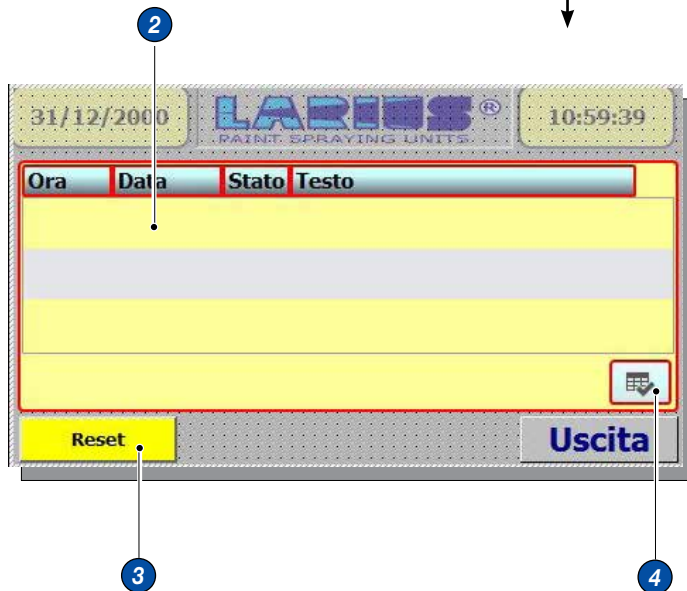 2
31/12/2000 LARIUS® 10:59:39
PAINT SPRAYING UNITS
Ora Data Stato Testo
Reset Uscita
3 4